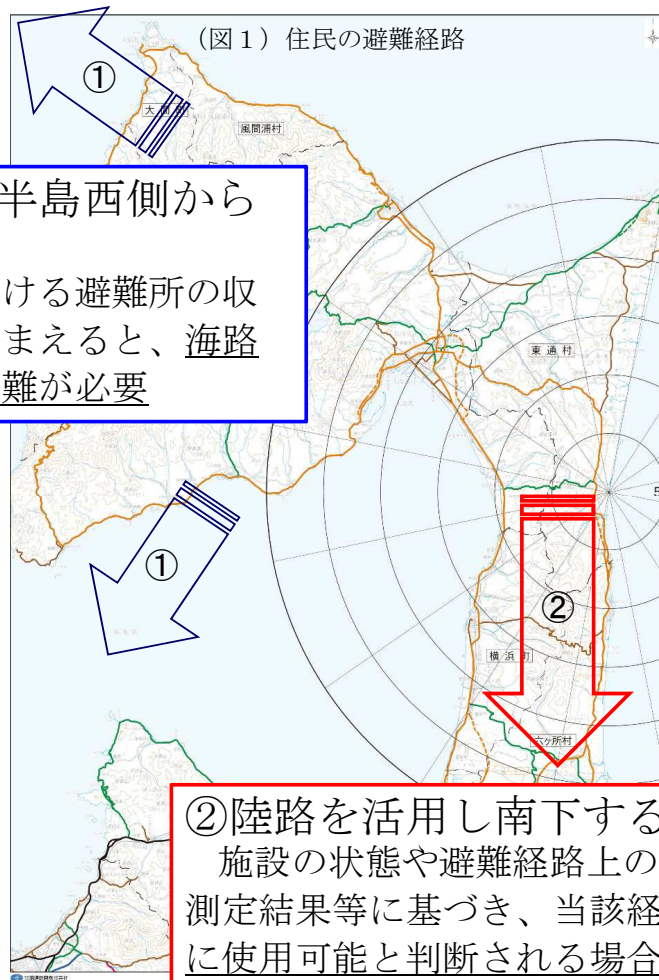 （図１）住民の避難経路
①
大間町
風間浦村
半島西側から
ける避難所の収
まえると、海路
難が必要
東通村
①
②
横浜町
六ヶ所村
②陸路を活用し南下する
施設の状態や避難経路上の
測定結果等に基づき、当該経
に使用可能と判断される場合